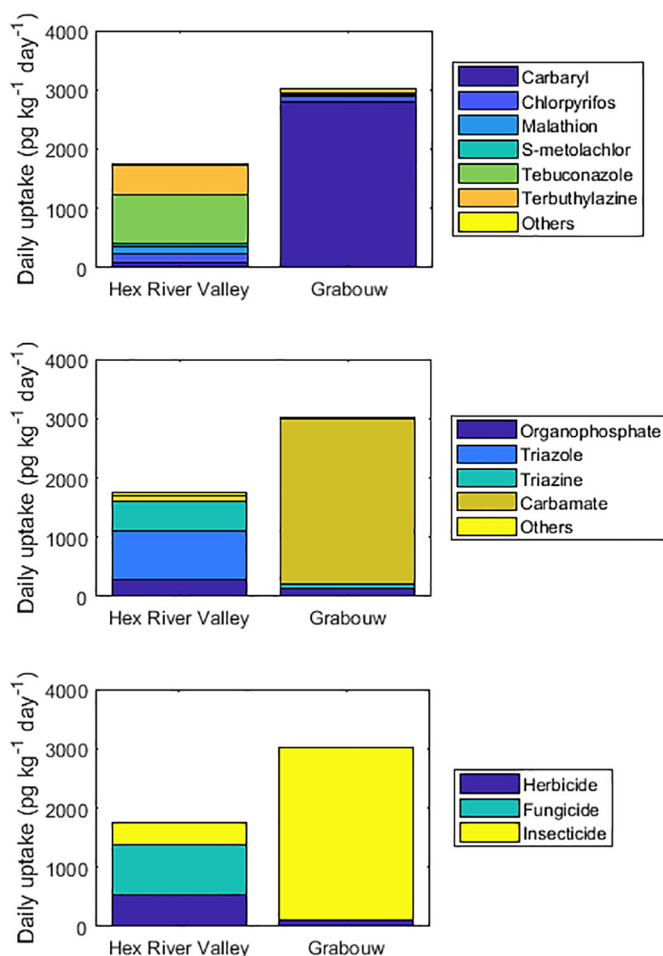 4000
3000
2000
1000
0
Daily uptake (pg kg⁻¹ day⁻¹)
Hex River Valley Grabouw
Carbaryl
Chlorpyrifos
Malathion
S-metolachlor
Tebuconazole
Terbuthylazine
Others
4000
3000
2000
1000
0
Daily uptake (pg kg⁻¹ day⁻¹)
Hex River Valley Grabouw
Organophosphate
Triazole
Triazine
Carbamate
Others
4000
3000
2000
1000
0
Daily uptake (pg kg⁻¹ day⁻¹)
Hex River Valley Grabouw
Herbicide
Fungicide
Insecticide